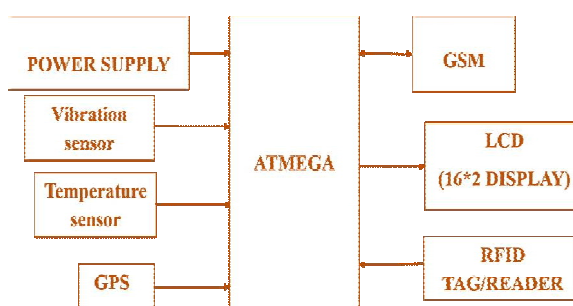 POWER SUPPLY
Vibration
sensor
Temperature
sensor
GPS
ATMEGA
GSM
LCD
(16*2 DISPLAY)
RFID
TAG/READER